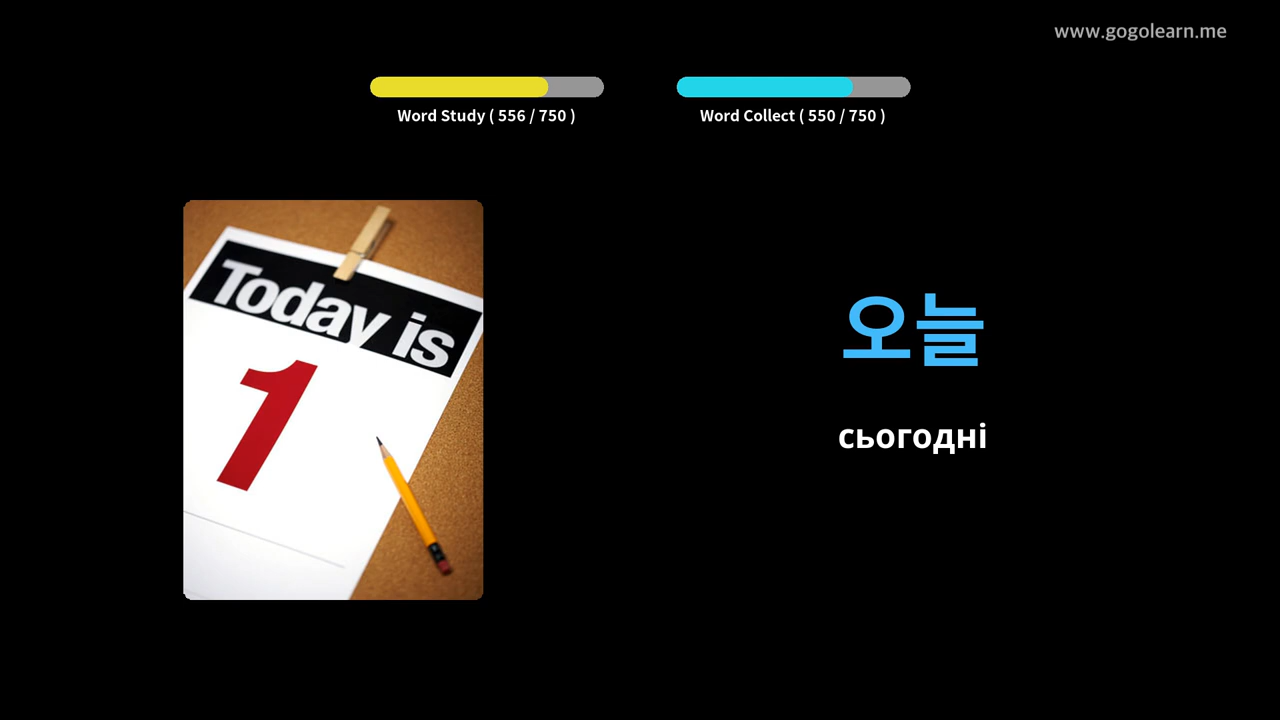 www.gogolearn.me
Word Study ( 556 / 750 )
Word Collect ( 550 / 750 )
Today is
1
오늘
сьогодні